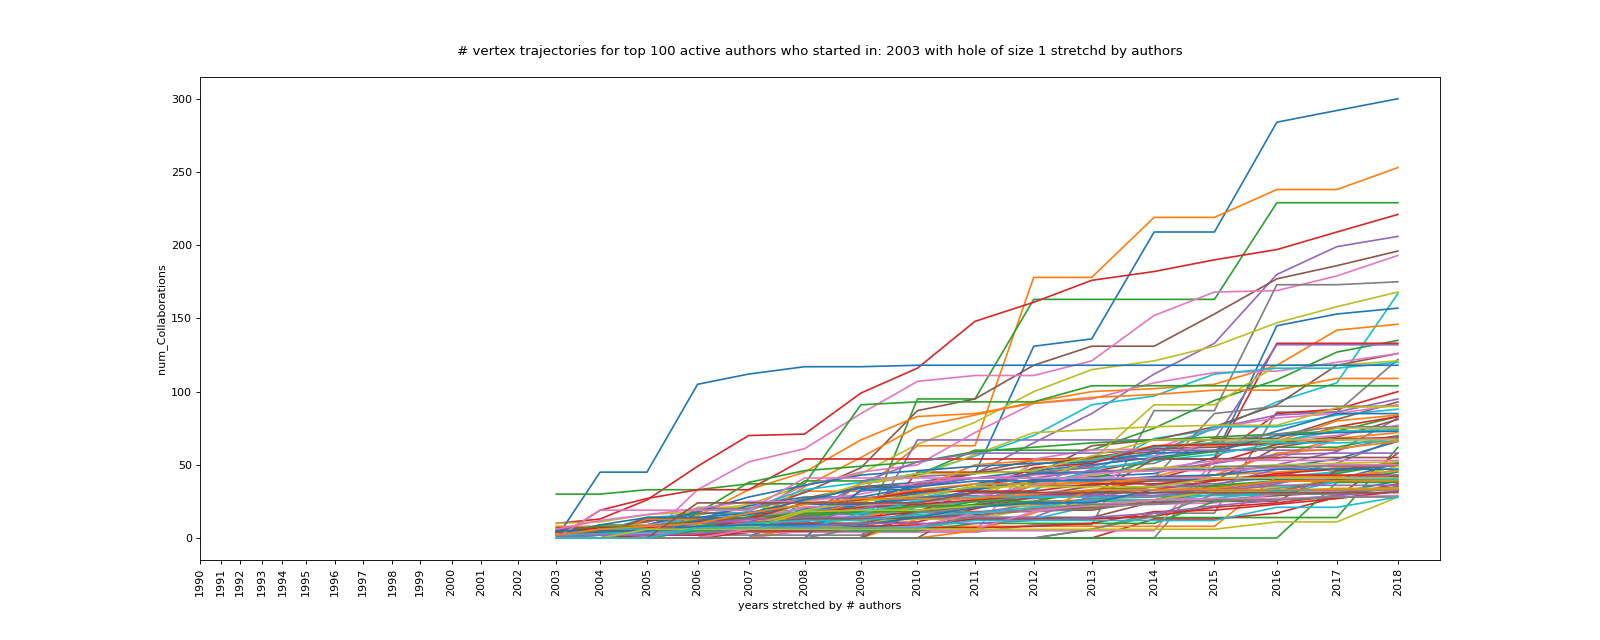 # vertex trajectories for top 100 active authors who started in: 2003 with hole of size 1 stretchd by authors
num_Collaborations
300
250
200
150
100
50
0
1990 1991 1992 1993 1994 1995 1996 1997 1998 1999 2000 2001 2002 2003 2004 2005 2006 2007 2008 2009 2010 2011 2012 2013 2014 2015 2016 2017 2018
years stretched by # authors